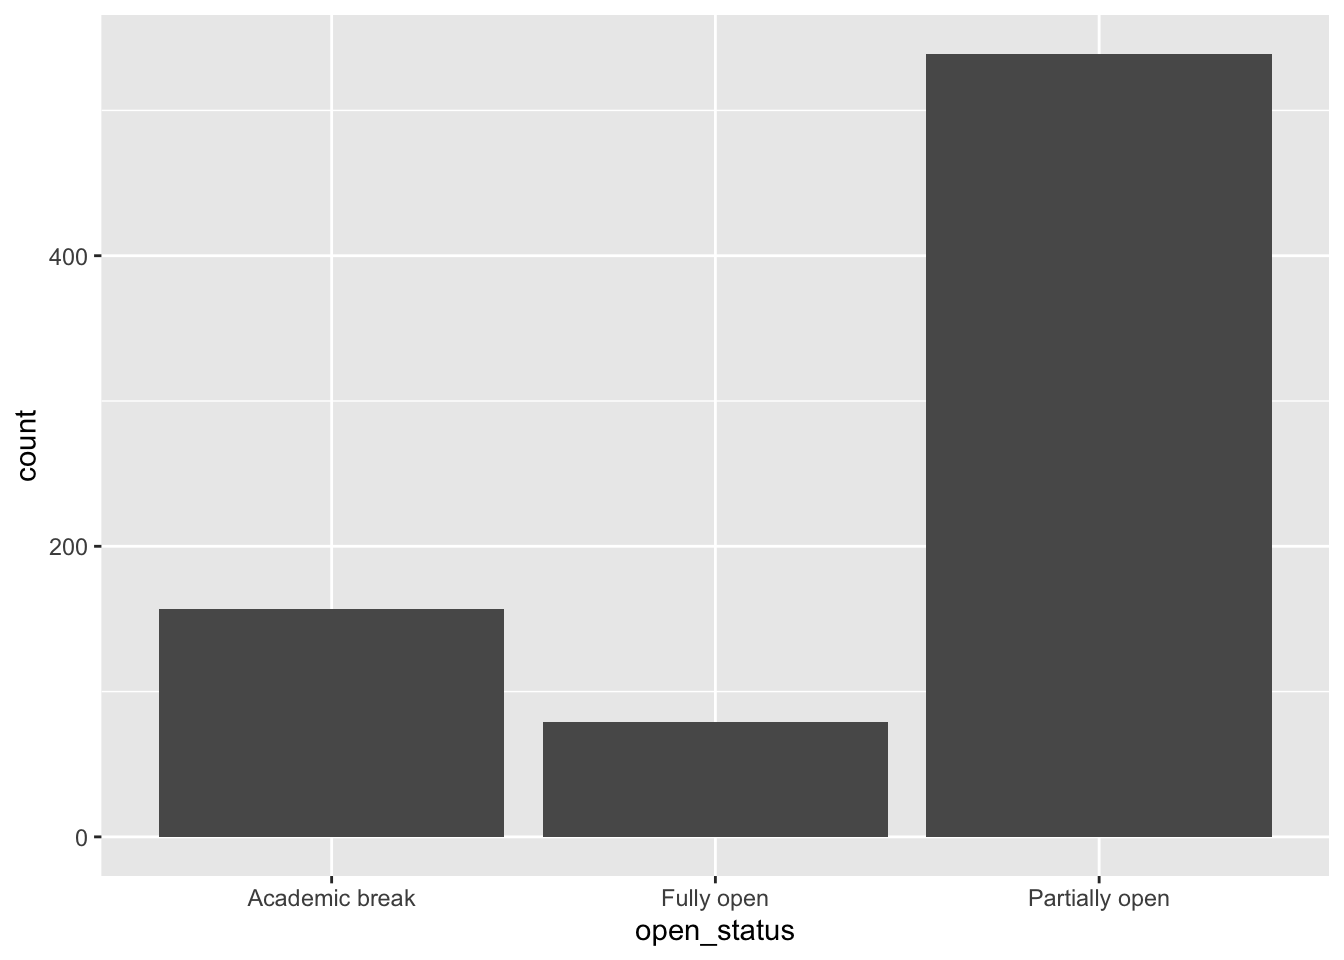 400
200
0
count
Academic break
Fully open
Partially open
open_status